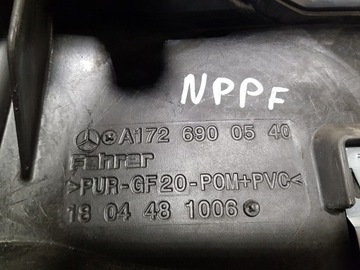 NPPF
A172 690 05 40
Fehrer
>PUR-GF20-POM+PVC<
18 04 48 1006